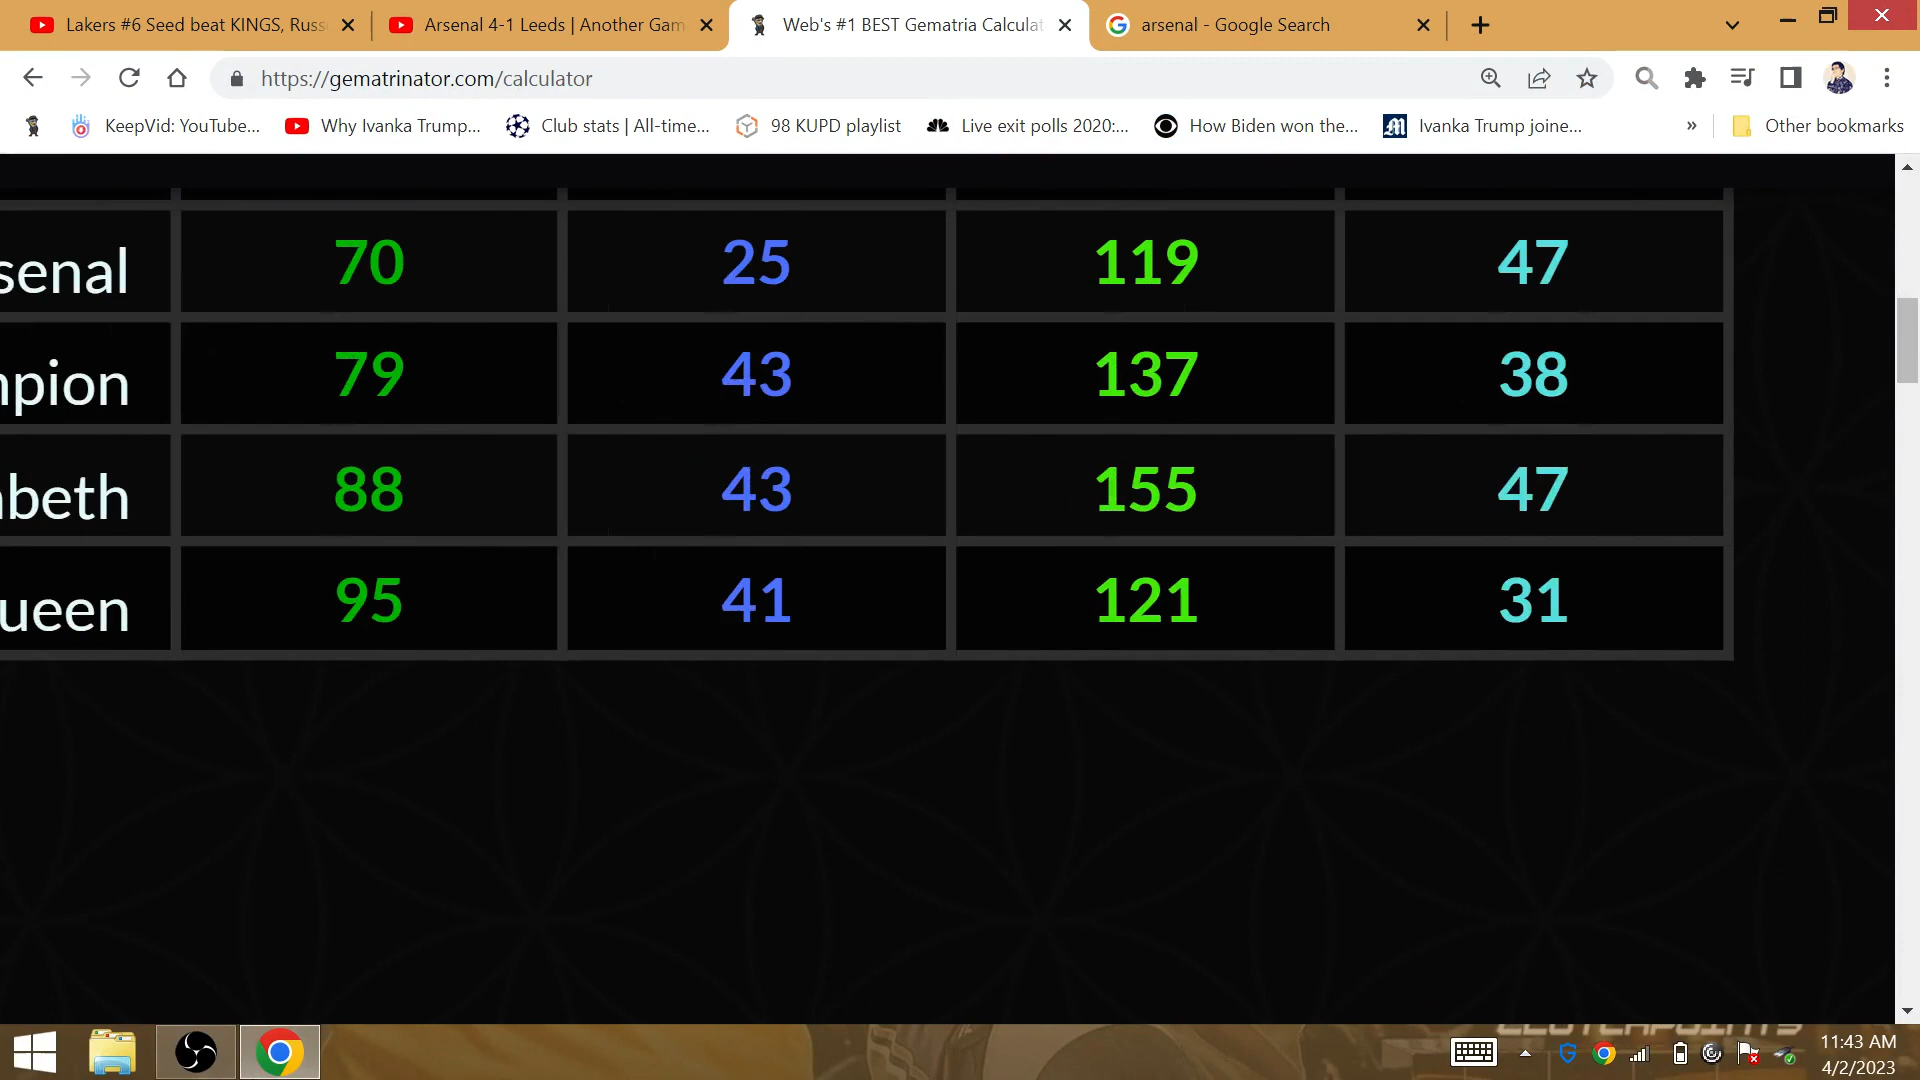 Lakers #6 Seed beat KINGS, Russ
Arsenal 4-1 Leeds | Another Gam
Web's #1 BEST Gematria Calculat
arsenal - Google Search
https://gematrinator.com/calculator
KeepVid: YouTube...
Why Ivanka Trump...
Club stats | All-time...
98 KUPD playlist
Live exit polls 2020:...
How Biden won the...
Ivanka Trump joine...
»
Other bookmarks
senal 70 25 119 47
mpion 79 43 137 38
abeth 88 43 155 47
ueen 95 41 121 31
CLUTCHPOINTS
11:43 AM
4/2/2023